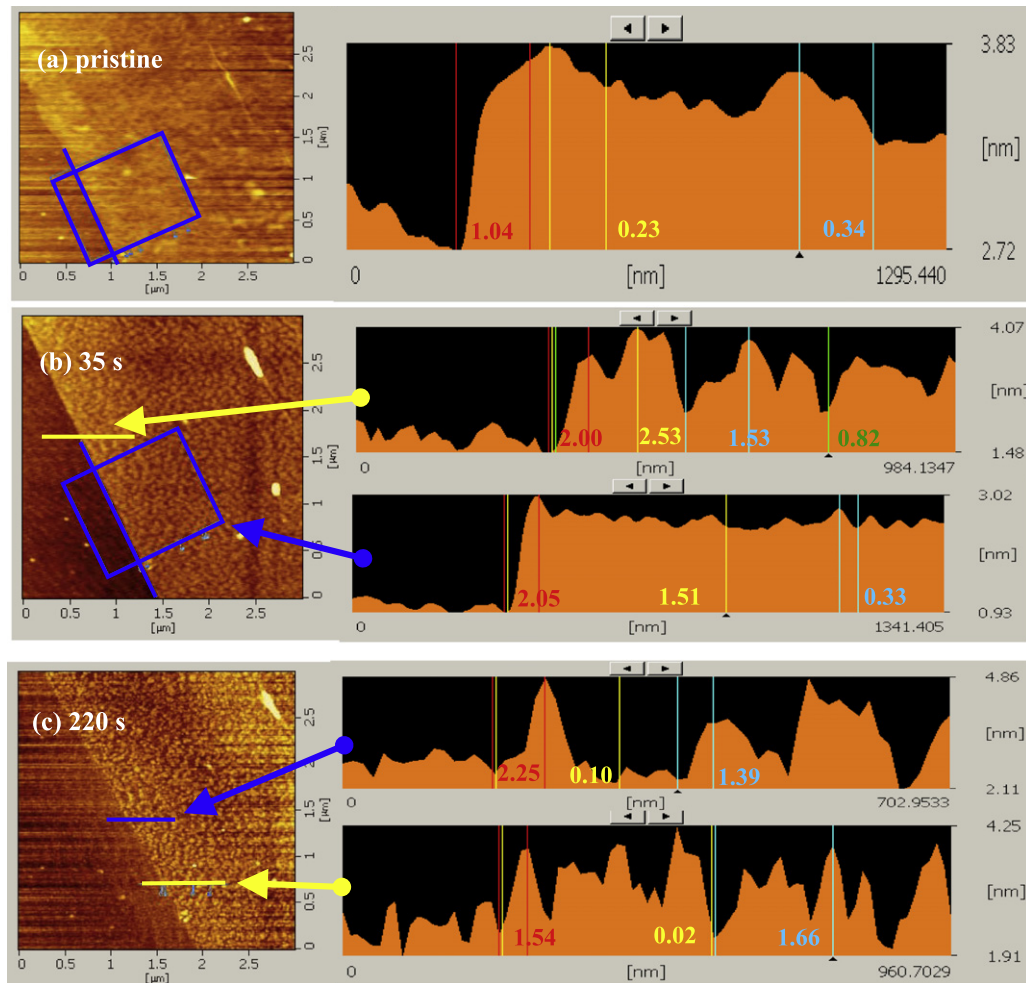 (a) pristine
2.5
2
1.5
1
0.5
0
[µm]
0 0.5 1 1.5 2 2.5
[µm]
3.83
[nm]
2.72
1.04 0.23 0.34
0 [nm] 1295.440
(b) 35 s
2.5
2
1.5
1
0.5
0
[µm]
0 0.5 1 1.5 2 2.5
[µm]
4.07
[nm]
1.48
2.00 2.53 1.53 0.82
0 [nm] 984.1347
3.02
[nm]
0.93
2.05 1.51 0.33
0 [nm] 1341.405
(c) 220 s
2.5
2
1.5
1
0.5
0
[µm]
0 0.5 1 1.5 2 2.5
[µm]
4.86
[nm]
2.11
2.25 0.10 1.39
0 [nm] 702.9533
4.25
[nm]
1.91
1.54 0.02 1.66
0 [nm] 960.7029